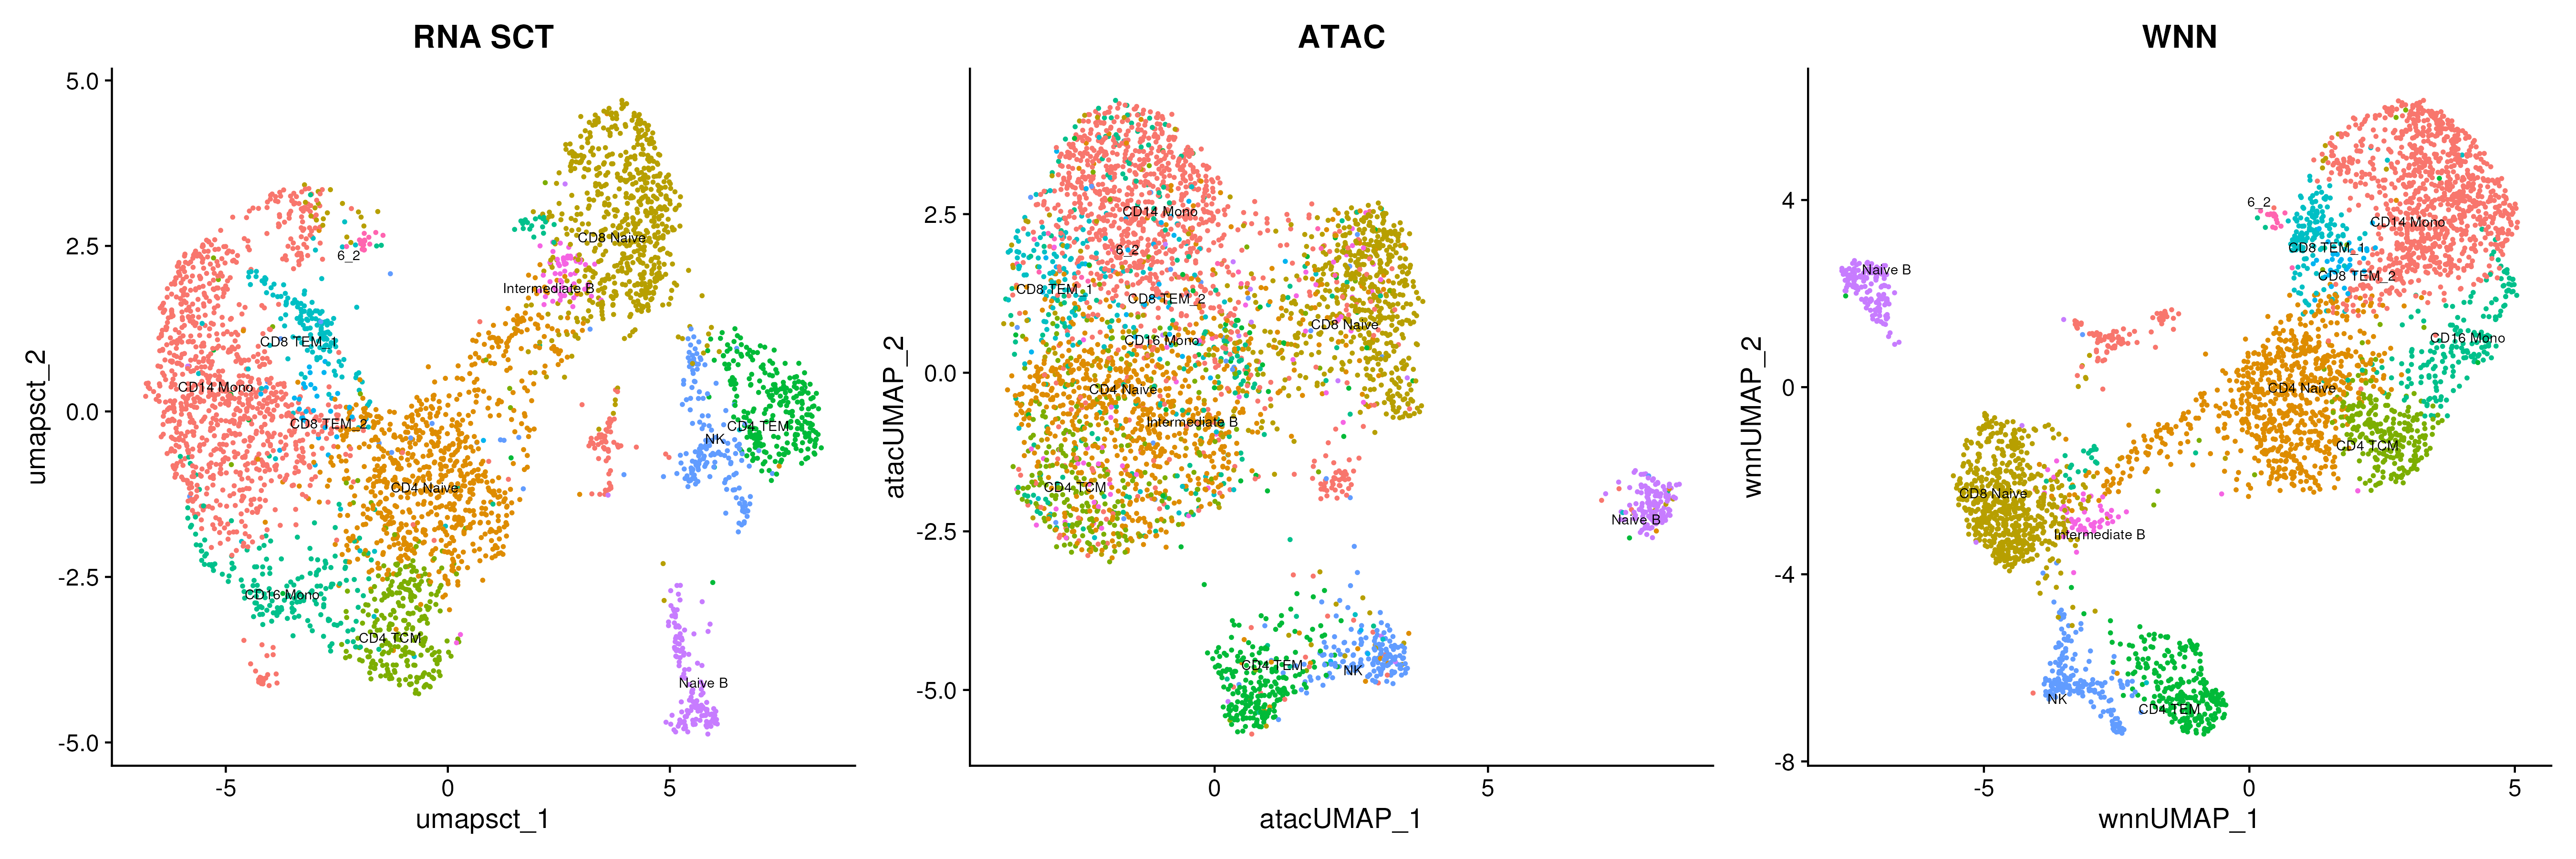 RNA SCT
5.0
2.5
0.0
-2.5
-5.0
umapsct_2
CD8 Naive
6_2
Intermediate B
CD8 TEM_1
CD14 Mono
CD8 TEM_2
CD4 TEM
NK
CD4 Naive
CD16 Mono
CD4 TCM
Naive B
-5
0
5
umapsct_1
ATAC
2.5
0.0
-2.5
-5.0
atacUMAP_2
CD14 Mono
6_2
CD8 TEM_1
CD8 TEM_2
CD8 Naive
CD16 Mono
CD4 Naive
Intermediate B
CD4 TCM
Naive B
CD4 TEM
NK
0
5
atacUMAP_1
WNN
4
0
-4
-8
wnnUMAP_2
6_2
CD14 Mono
CD8 TEM_1
Naive B
CD8 TEM_2
CD16 Mono
CD4 Naive
CD4 TCM
CD8 Naive
Intermediate B
NK
CD4 TEM
-5
0
5
wnnUMAP_1